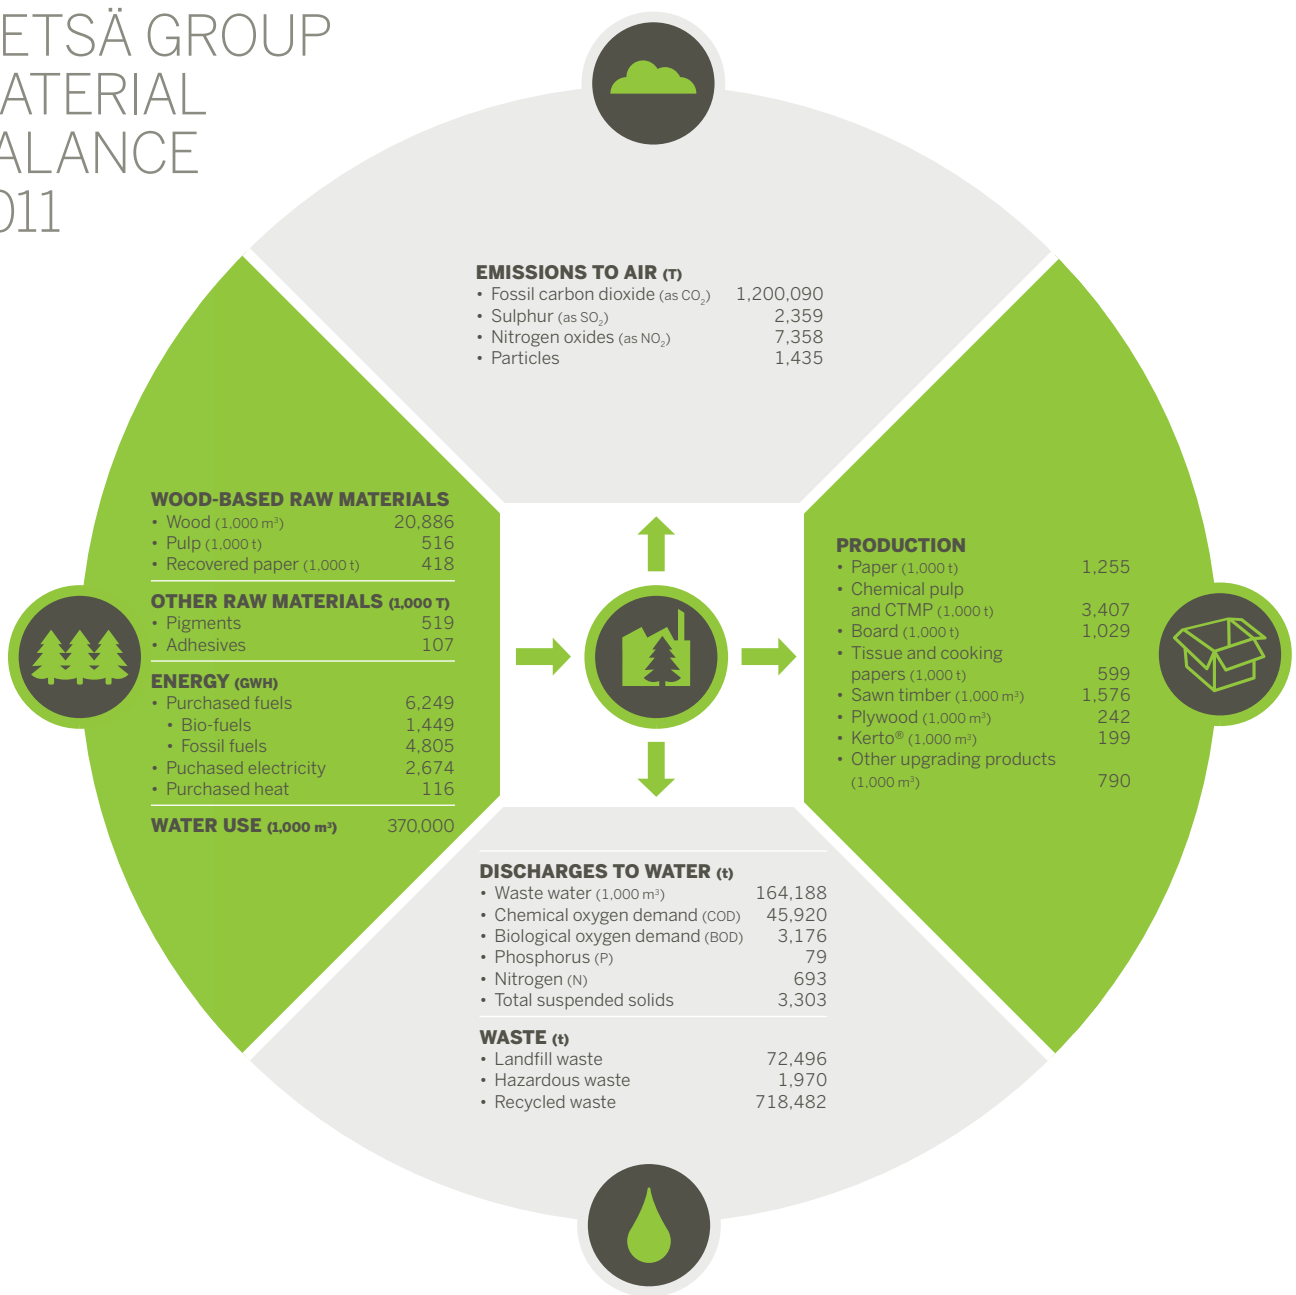 ETSÄ GROUP
ATERIAL
ALANCE
011
EMISSIONS TO AIR (T)
• Fossil carbon dioxide (as CO₂) 1,200,090
• Sulphur (as SO₂) 2,359
• Nitrogen oxides (as NO₂) 7,358
• Particles 1,435
WOOD-BASED RAW MATERIALS
• Wood (1,000 m³) 20,886
• Pulp (1,000 t) 516
• Recovered paper (1,000 t) 418
OTHER RAW MATERIALS (1,000 T)
• Pigments 519
• Adhesives 107
ENERGY (GWH)
• Purchased fuels 6,249
• Bio-fuels 1,449
• Fossil fuels 4,805
• Puchased electricity 2,674
• Purchased heat 116
WATER USE (1,000 m³) 370,000
PRODUCTION
• Paper (1,000 t) 1,255
• Chemical pulp
and CTMP (1,000 t) 3,407
• Board (1,000 t) 1,029
• Tissue and cooking
papers (1,000 t) 599
• Sawn timber (1,000 m³) 1,576
• Plywood (1,000 m³) 242
• Kerto® (1,000 m³) 199
• Other upgrading products
(1,000 m³) 790
DISCHARGES TO WATER (t)
• Waste water (1,000 m³) 164,188
• Chemical oxygen demand (COD) 45,920
• Biological oxygen demand (BOD) 3,176
• Phosphorus (P) 79
• Nitrogen (N) 693
• Total suspended solids 3,303
WASTE (t)
• Landfill waste 72,496
• Hazardous waste 1,970
• Recycled waste 718,482